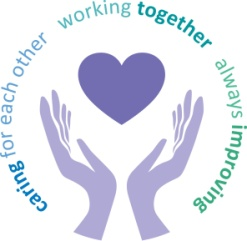 caring for each other
working together
always improving